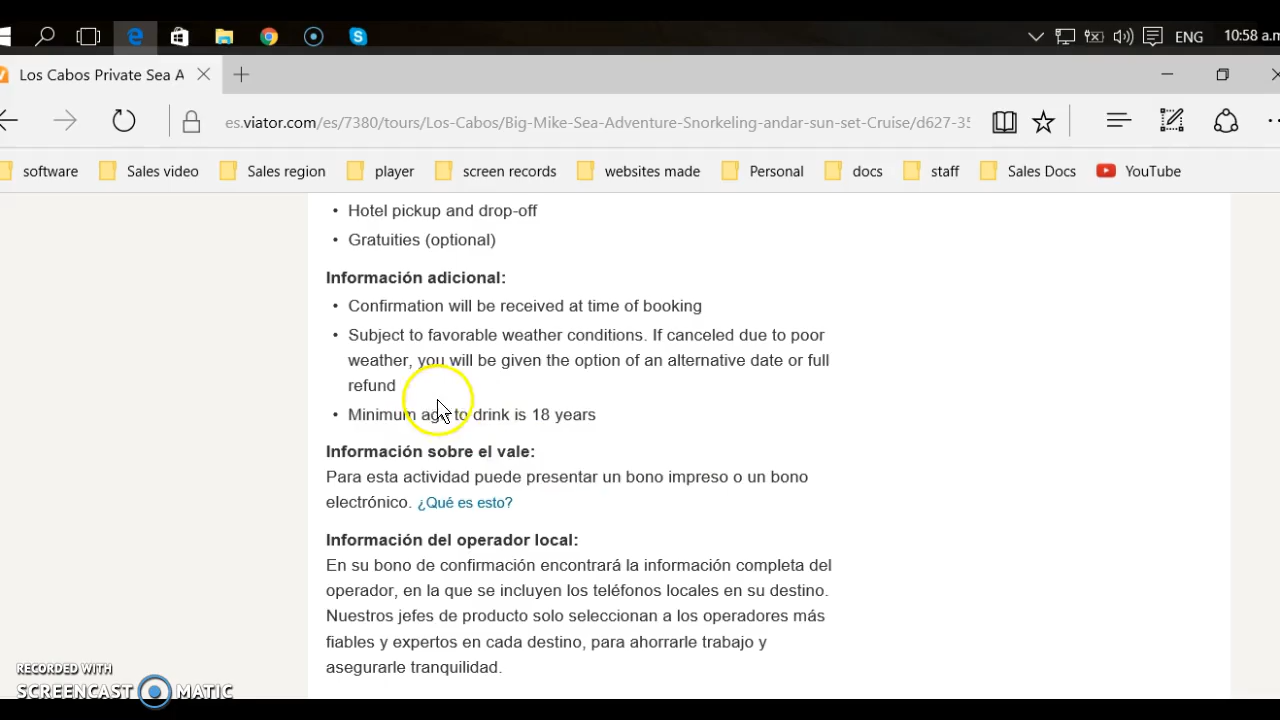 ENG 10:58 a.m
Los Cabos Private Sea A
es.viator.com/es/7380/tours/Los-Cabos/Big-Mike-Sea-Adventure-Snorkeling-andar-sun-set-Cruise/d627-35
software Sales video Sales region player screen records websites made Personal docs staff Sales Docs YouTube
• Hotel pickup and drop-off
• Gratuities (optional)
Información adicional:
• Confirmation will be received at time of booking
• Subject to favorable weather conditions. If canceled due to poor
weather, you will be given the option of an alternative date or full
refund
• Minimum age to drink is 18 years
Información sobre el vale:
Para esta actividad puede presentar un bono impreso o un bono
electrónico. ¿Qué es esto?
Información del operador local:
En su bono de confirmación encontrará la información completa del
operador, en la que se incluyen los teléfonos locales en su destino.
Nuestros jefes de producto solo seleccionan a los operadores más
fiables y expertos en cada destino, para ahorrarle trabajo y
asegurarle tranquilidad.
RECORDED WITH
SCREENCAST MATIC